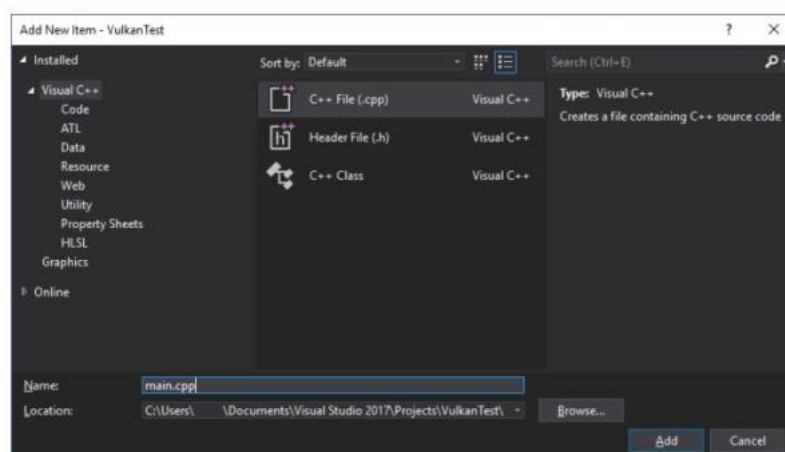 Add New Item - VulkanTest ? ×
Installed
Sort by: Default
Search (Ctrl+E)
Visual C++
Code
ATL
Data
Resource
Web
Utility
Property Sheets
HLSL
Graphics
Online
C++ File (.cpp) Visual C++
Header File (.h) Visual C++
C++ Class Visual C++
Type: Visual C++
Creates a file containing C++ source code
Name: main.cpp
Location: C:\Users\ \Documents\Visual Studio 2017\Projects\VulkanTest\
Browse...
Add Cancel